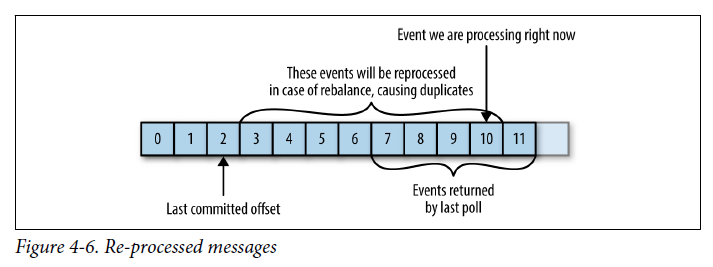 Event we are processing right now
These events will be reprocessed
in case of rebalance, causing duplicates
0 1 2 3 4 5 6 7 8 9 10 11
Last committed offset
Events returned
by last poll
Figure 4-6. Re-processed messages